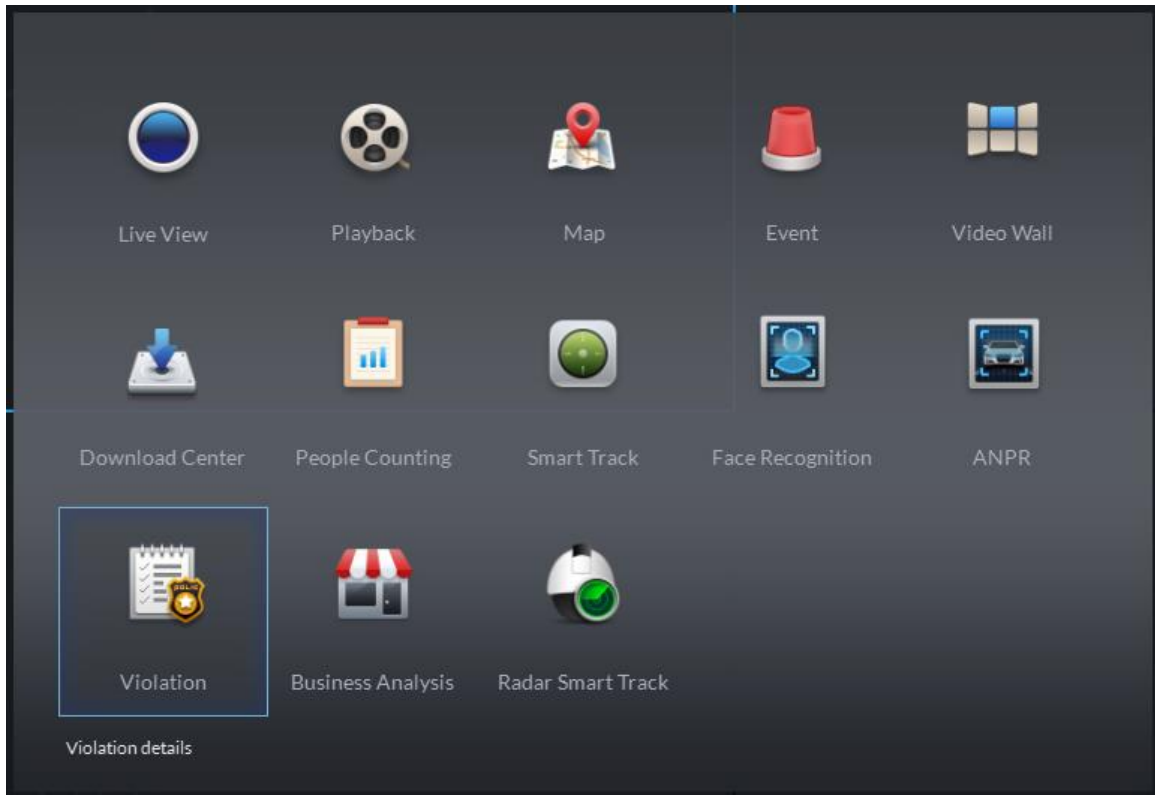 Live View
Playback
Map
Event
Video Wall
Download Center
People Counting
Smart Track
Face Recognition
ANPR
Violation
Business Analysis
Radar Smart Track
Violation details